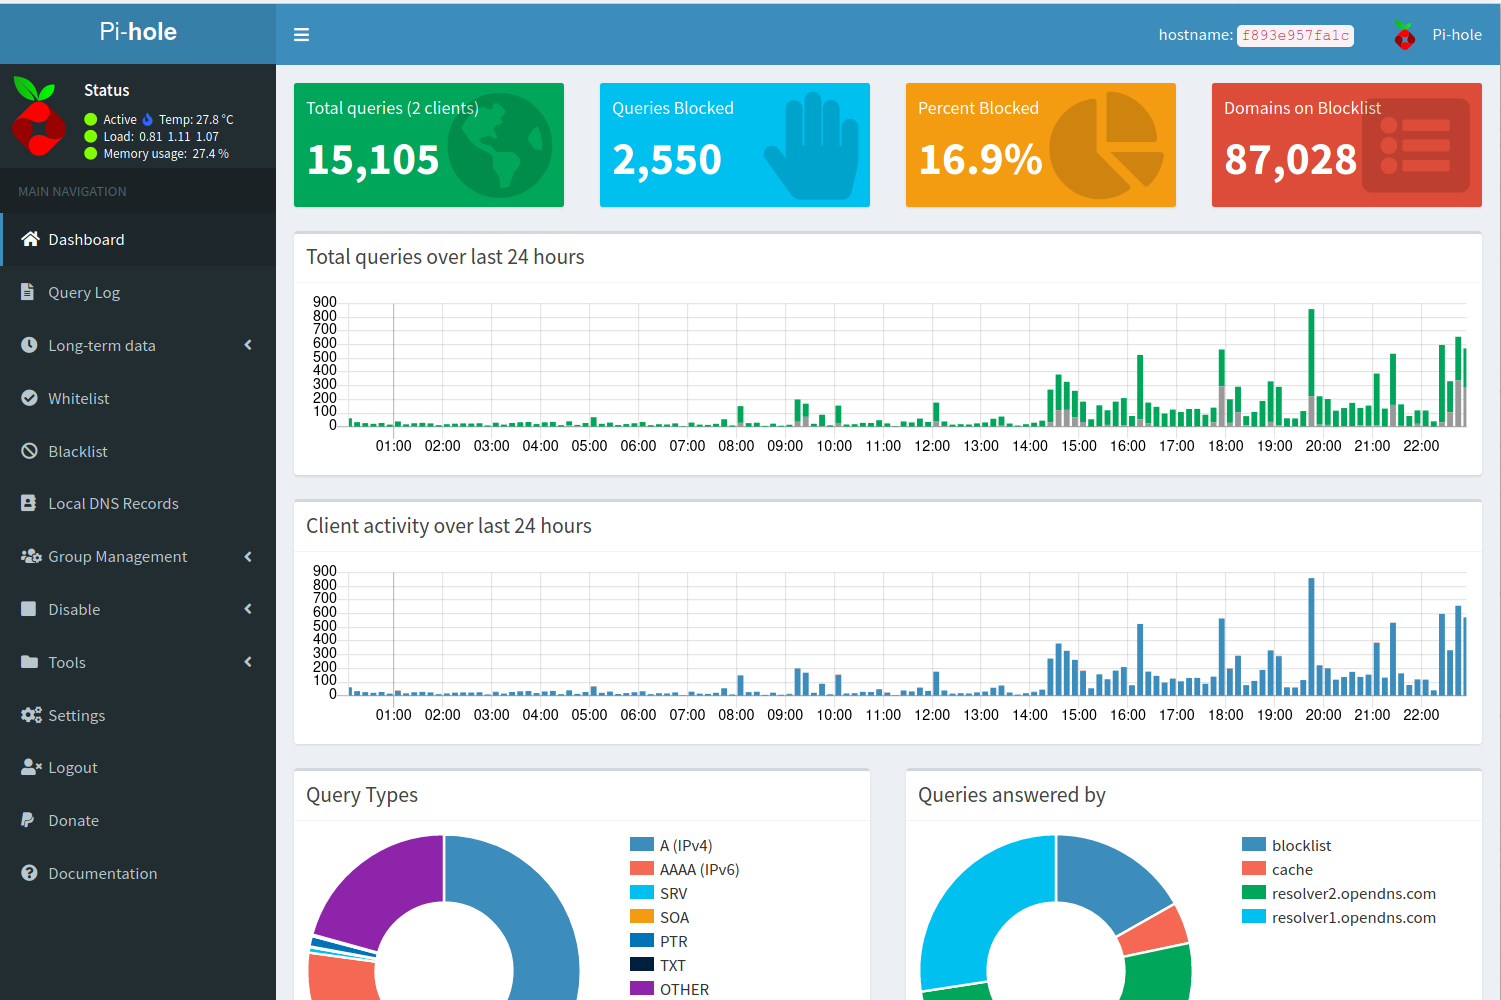 Pi-hole
hostname: f893e957fa1c
Pi-hole
Status
Active Temp: 27.8 °C
Load: 0.81 1.11 1.07
Memory usage: 27.4 %
MAIN NAVIGATION
Dashboard
Query Log
Long-term data
Whitelist
Blacklist
Local DNS Records
Group Management
Disable
Tools
Settings
Logout
Donate
Documentation
Total queries (2 clients)
15,105
Queries Blocked
2,550
Percent Blocked
16.9%
Domains on Blocklist
87,028
Total queries over last 24 hours
900
800
700
600
500
400
300
200
100
0
01:00 02:00 03:00 04:00 05:00 06:00 07:00 08:00 09:00 10:00 11:00 12:00 13:00 14:00 15:00 16:00 17:00 18:00 19:00 20:00 21:00 22:00
Client activity over last 24 hours
900
800
700
600
500
400
300
200
100
0
01:00 02:00 03:00 04:00 05:00 06:00 07:00 08:00 09:00 10:00 11:00 12:00 13:00 14:00 15:00 16:00 17:00 18:00 19:00 20:00 21:00 22:00
Query Types
A (IPv4)
AAAA (IPv6)
SRV
SOA
PTR
TXT
OTHER
Queries answered by
blocklist
cache
resolver2.opendns.com
resolver1.opendns.com